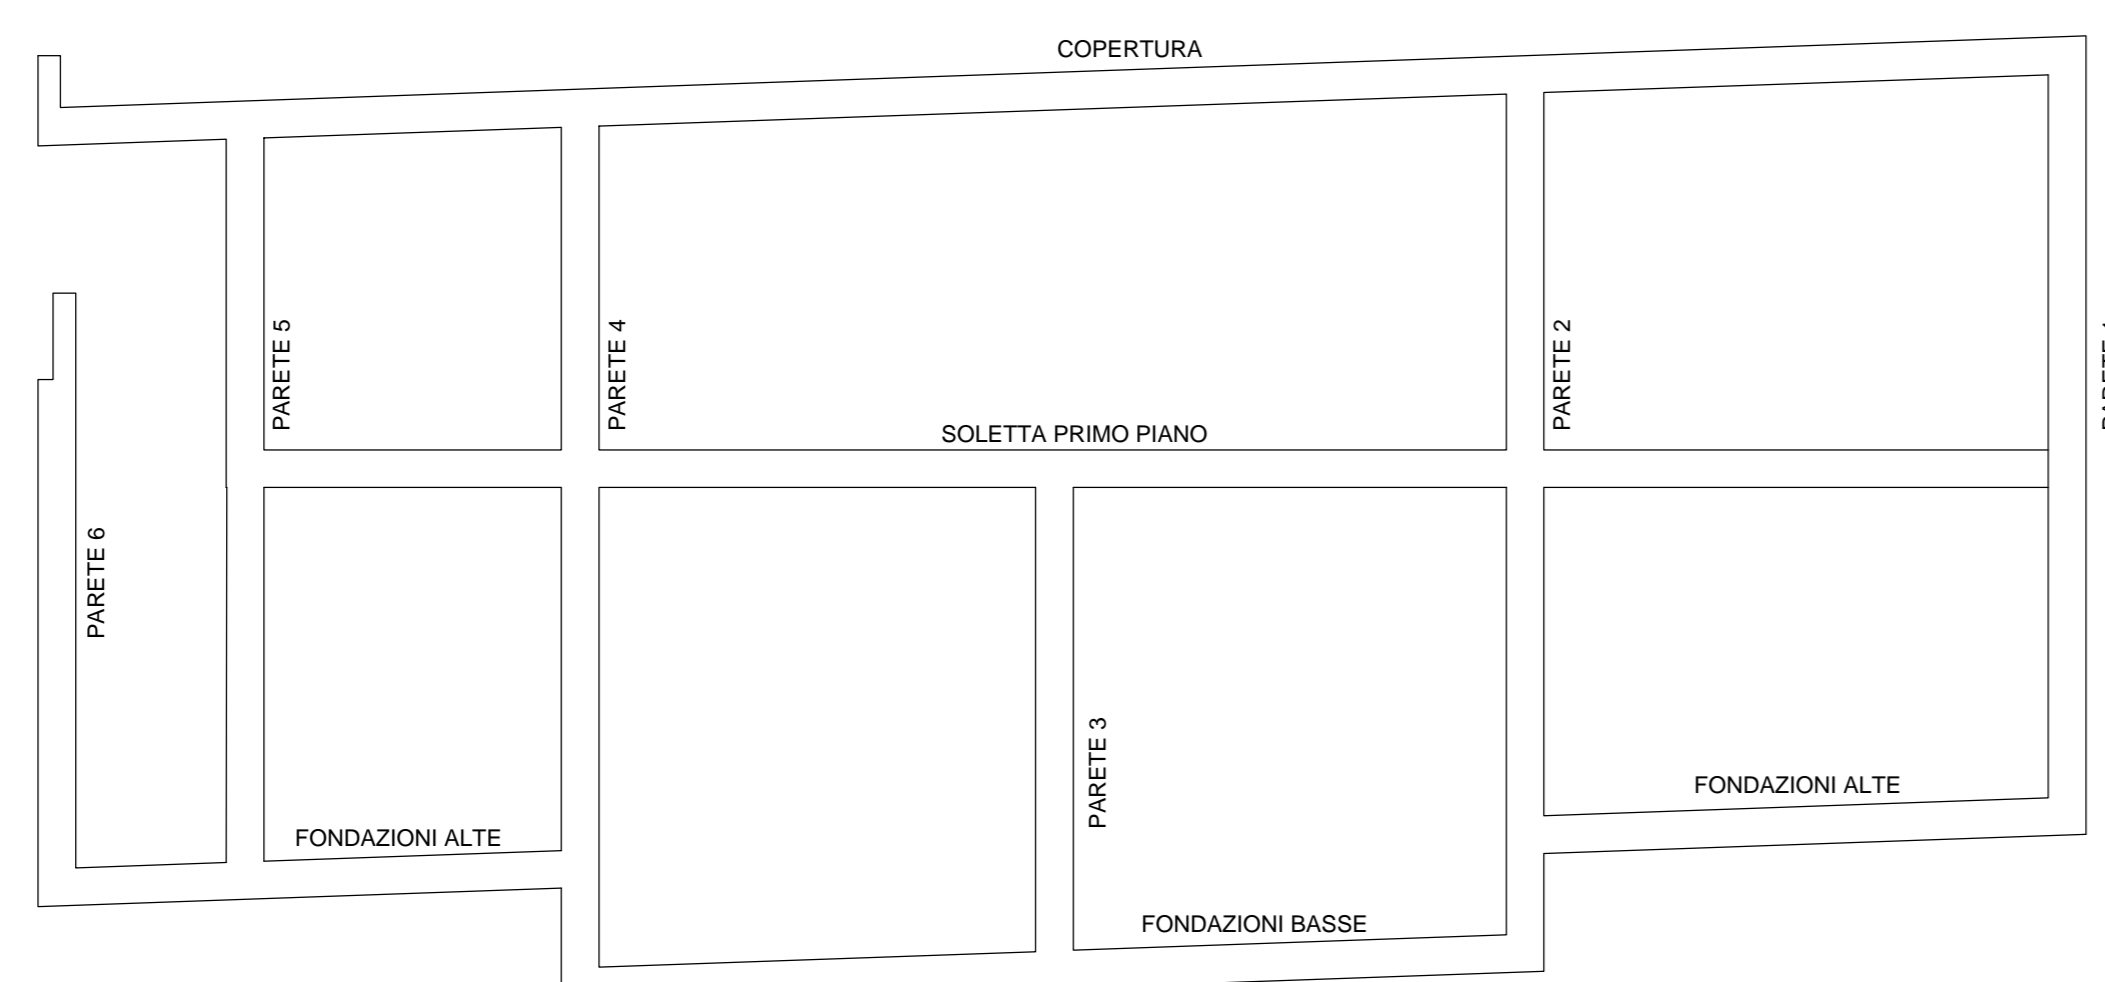 COPERTURA
PARETE 5
PARETE 4
PARETE 2
SOLETTA PRIMO PIANO
PARETE 6
PARETE 3
FONDAZIONI ALTE
FONDAZIONI ALTE
FONDAZIONI BASSE